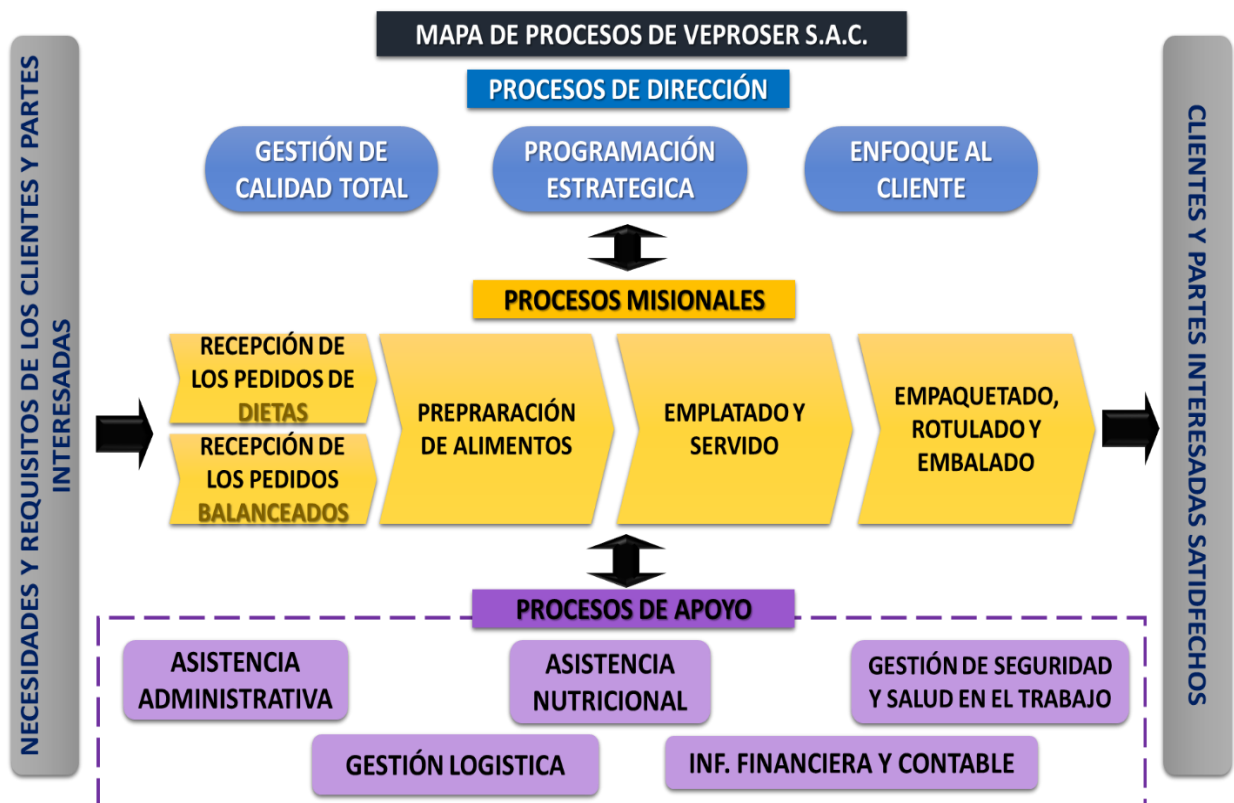 MAPA DE PROCESOS DE VEPROSER S.A.C.
NECESIDADES Y REQUISITOS DE LOS CLIENTES Y PARTES
INTERESADAS
PROCESOS DE DIRECCIÓN
GESTIÓN DE
CALIDAD TOTAL
PROGRAMACIÓN
ESTRATEGICA
ENFOQUE AL
CLIENTE
PROCESOS MISIONALES
RECEPCIÓN DE
LOS PEDIDOS DE
DIETAS
RECEPCIÓN DE
LOS PEDIDOS
BALANCEADOS
PREPRARACIÓN
DE ALIMENTOS
EMPLATADO Y
SERVIDO
EMPAQUETADO,
ROTULADO Y
EMBALADO
PROCESOS DE APOYO
ASISTENCIA
ADMINISTRATIVA
ASISTENCIA
NUTRICIONAL
GESTIÓN DE SEGURIDAD
Y SALUD EN EL TRABAJO
GESTIÓN LOGISTICA
INF. FINANCIERA Y CONTABLE
CLIENTES Y PARTES INTERESADAS SATIDFECHOS